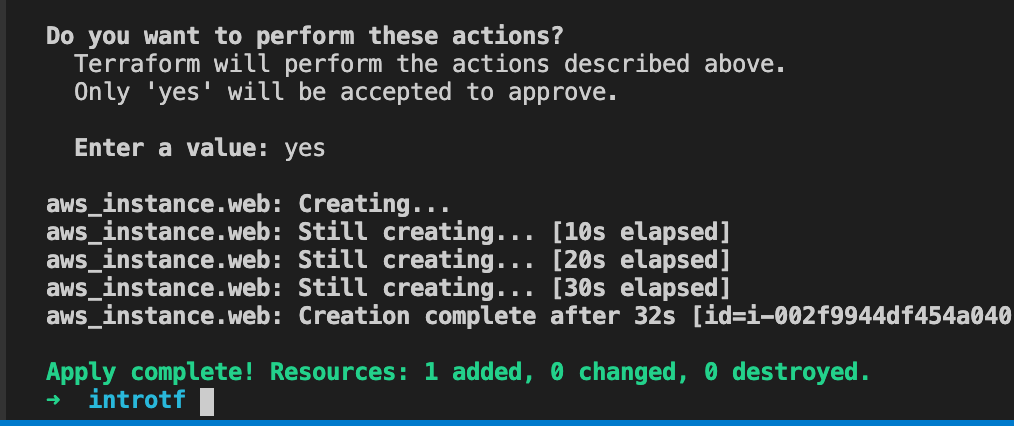 Do you want to perform these actions?
Terraform will perform the actions described above.
Only 'yes' will be accepted to approve.
Enter a value: yes
aws_instance.web: Creating...
aws_instance.web: Still creating... [10s elapsed]
aws_instance.web: Still creating... [20s elapsed]
aws_instance.web: Still creating... [30s elapsed]
aws_instance.web: Creation complete after 32s [id=i-002f9944df454a040
Apply complete! Resources: 1 added, 0 changed, 0 destroyed.
→ introtf